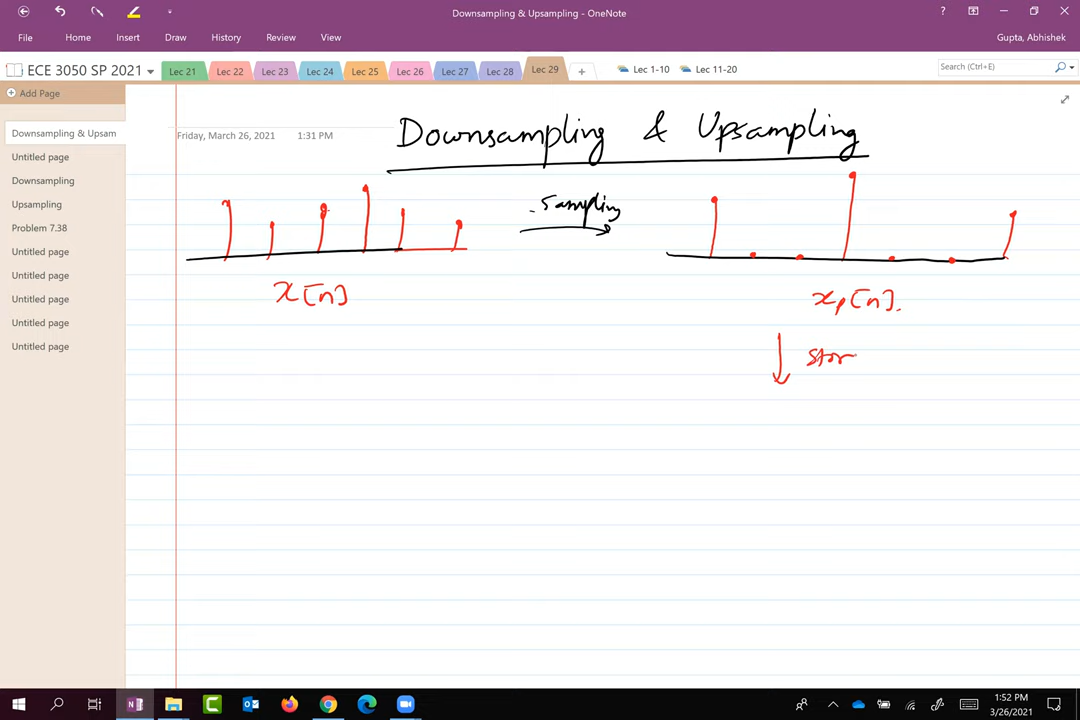 Downsampling & Upsampling - OneNote
File Home Insert Draw History Review View Gupta, Abhishek
ECE 3050 SP 2021 Lec 21 Lec 22 Lec 23 Lec 24 Lec 25 Lec 26 Lec 27 Lec 28 Lec 29 Lec 1-10 Lec 11-20 Search (Ctrl+E)
Add Page
Downsampling & Upsam
Untitled page
Downsampling
Upsampling
Problem 7.38
Untitled page
Untitled page
Untitled page
Untitled page
Untitled page
Friday, March 26, 2021 1:31 PM
Downsampling & Upsampling
Sampling
x[n]
xp[n].
stor
1:52 PM
3/26/2021